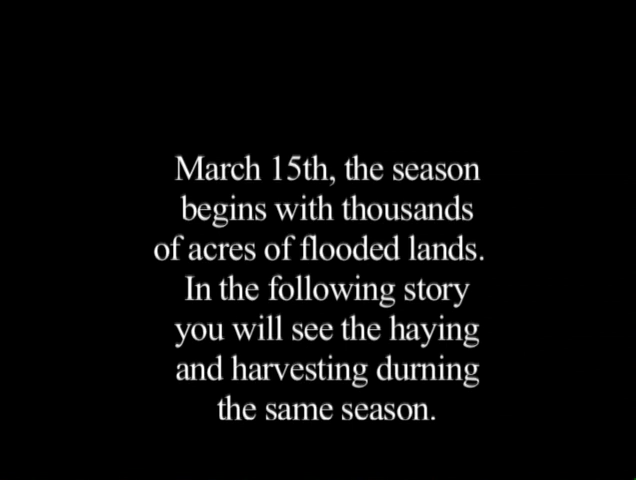 March 15th, the season
begins with thousands
of acres of flooded lands.
In the following story
you will see the haying
and harvesting durning
the same season.